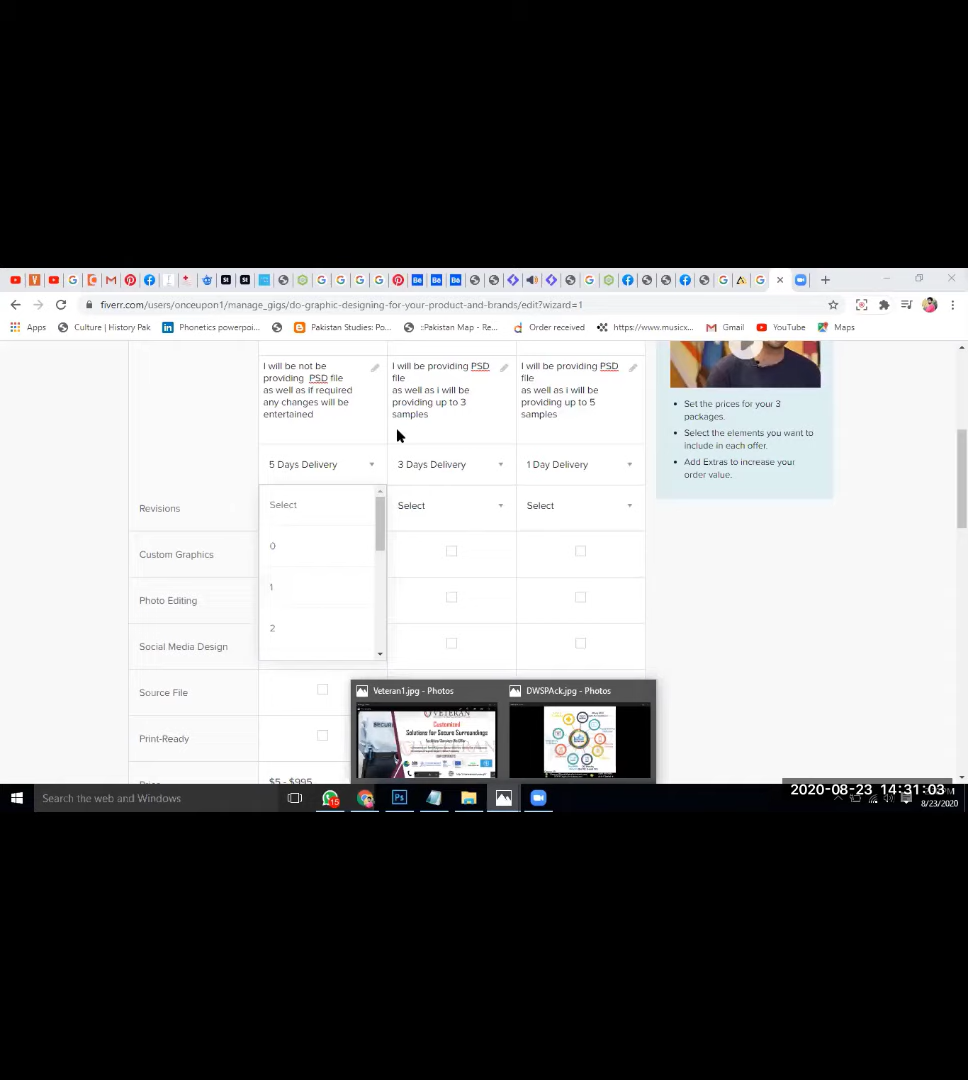 fiverr.com/users/onceupon1/manage_gigs/do-graphic-designing-for-your-product-and-brands/edit?wizard=1
Apps Culture | History Pak Phonetics powerpoi... Pakistan Studies: Po... ::Pakistan Map - Re... Order received https://www.musicx... Gmail YouTube Maps
I will be not be
providing PSD file
as well as if required
any changes will be
entertained
I will be providing PSD
file
as well as i will be
providing up to 3
samples
I will be providing PSD
file
as well as i will be
providing up to 5
samples
Set the prices for your 3
packages.
Select the elements you want to
include in each offer.
Add Extras to increase your
order value.
5 Days Delivery 3 Days Delivery 1 Day Delivery
Revisions Select Select Select
0
Custom Graphics
1
Photo Editing
2
Social Media Design
Source File
Print-Ready
$5 - $995
Veteran1.jpg - Photos DWSPAck.jpg - Photos
VETERAN
Customized
Solutions for Secure Surroundings
Search the web and Windows
15
2020-08-23 14:31:03
8/23/2020